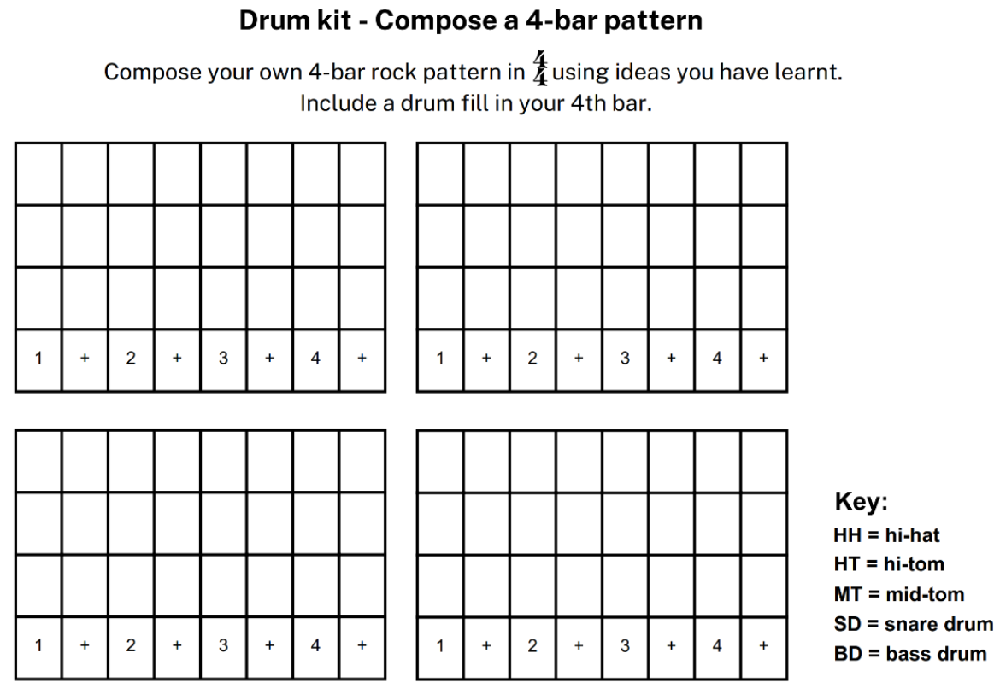 Drum kit - Compose a 4-bar pattern
Compose your own 4-bar rock pattern in 4/4 using ideas you have learnt.
Include a drum fill in your 4th bar.
1 + 2 + 3 + 4 +
1 + 2 + 3 + 4 +
1 + 2 + 3 + 4 +
1 + 2 + 3 + 4 +
Key:
HH = hi-hat
HT = hi-tom
MT = mid-tom
SD = snare drum
BD = bass drum